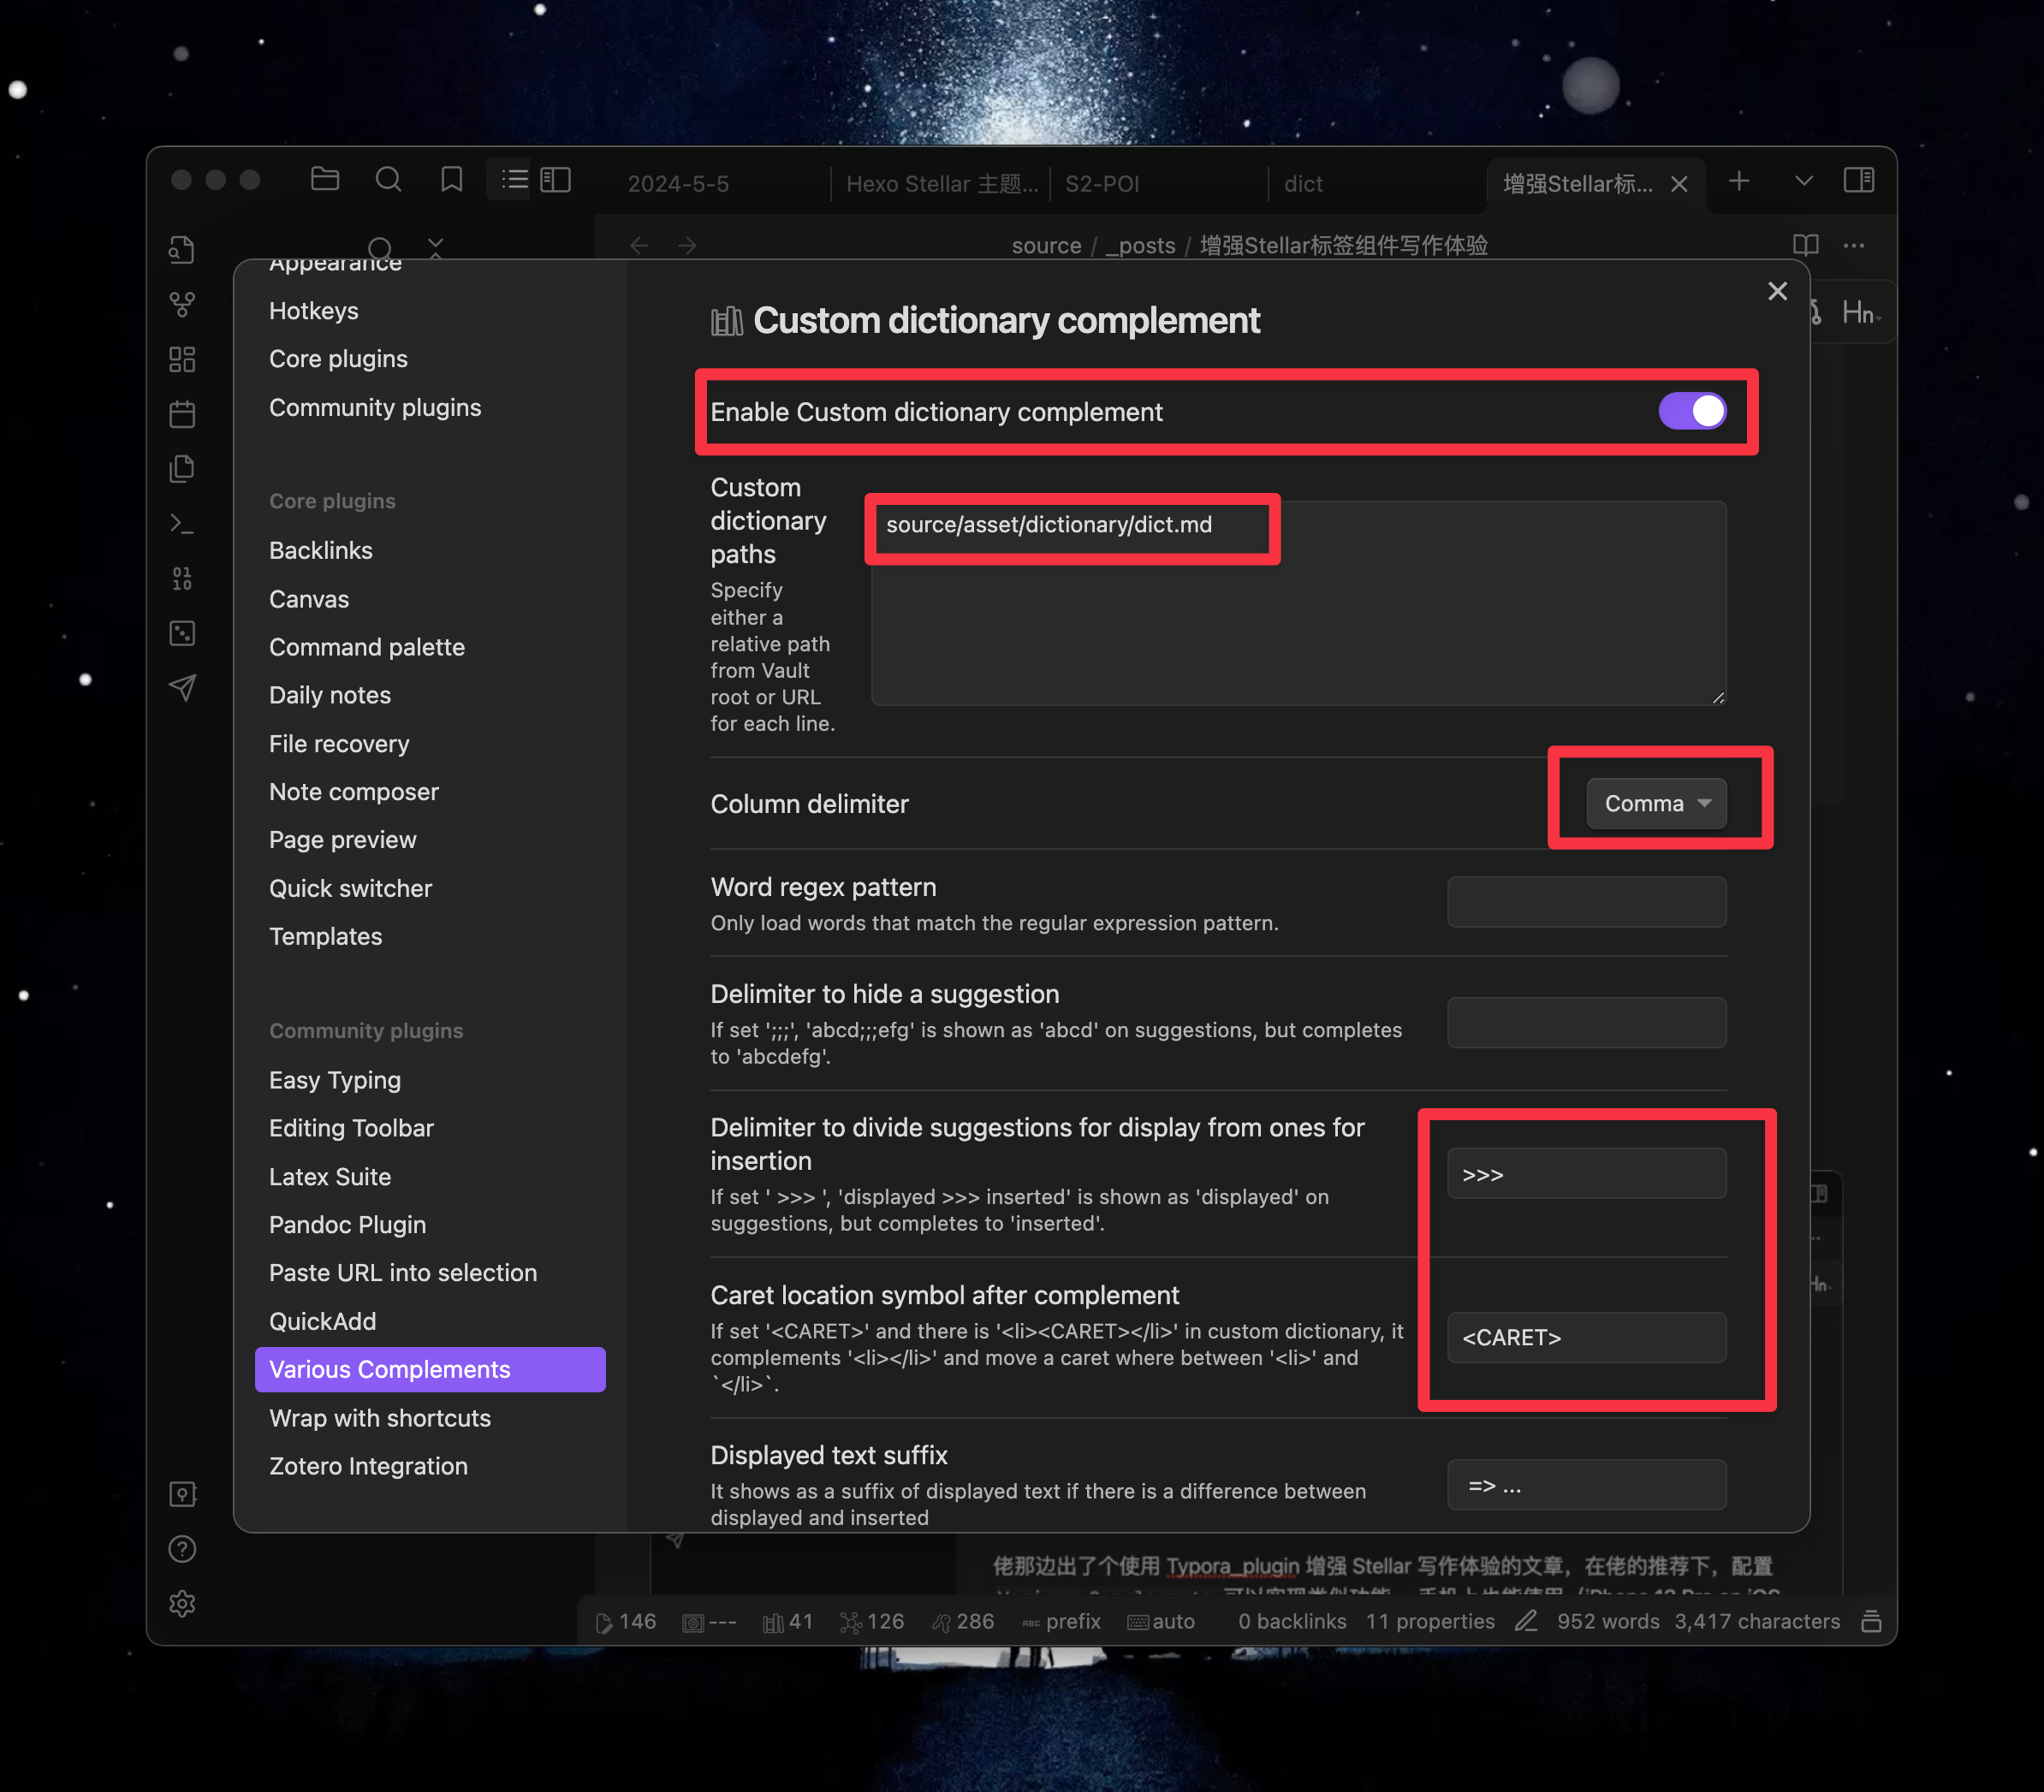 2024-5-5
Hexo Stellar 主题...
S2-POI
dict
增强Stellar标...
source / _posts / 增强Stellar标签组件写作体验
Appearance
Hotkeys
Core plugins
Community plugins
Core plugins
Backlinks
Canvas
Command palette
Daily notes
File recovery
Note composer
Page preview
Quick switcher
Templates
Community plugins
Easy Typing
Editing Toolbar
Latex Suite
Pandoc Plugin
Paste URL into selection
QuickAdd
Various Complements
Wrap with shortcuts
Zotero Integration
Custom dictionary complement
Enable Custom dictionary complement
Custom
dictionary
paths
Specify
either a
relative path
from Vault
root or URL
for each line.
source/asset/dictionary/dict.md
Column delimiter
Comma
Word regex pattern
Only load words that match the regular expression pattern.
Delimiter to hide a suggestion
If set ';;;', 'abcd;;;efg' is shown as 'abcd' on suggestions, but completes
to 'abcdefg'.
Delimiter to divide suggestions for display from ones for
insertion
If set ' >>> ', 'displayed >>> inserted' is shown as 'displayed' on
suggestions, but completes to 'inserted'.
>>>
Caret location symbol after complement
If set '<CARET>' and there is '<li><CARET></li>' in custom dictionary, it
complements '<li></li>' and move a caret where between '<li>' and
`</li>`.
<CARET>
Displayed text suffix
It shows as a suffix of displayed text if there is a difference between
displayed and inserted
=> ...
Hn
01
10
佬那边出了个使用 Typora_plugin 增强 Stellar 写作体验的文章，在佬的推荐下，配置
146
---
41
126
286
ABC prefix
auto
0 backlinks
11 properties
952 words
3,417 characters